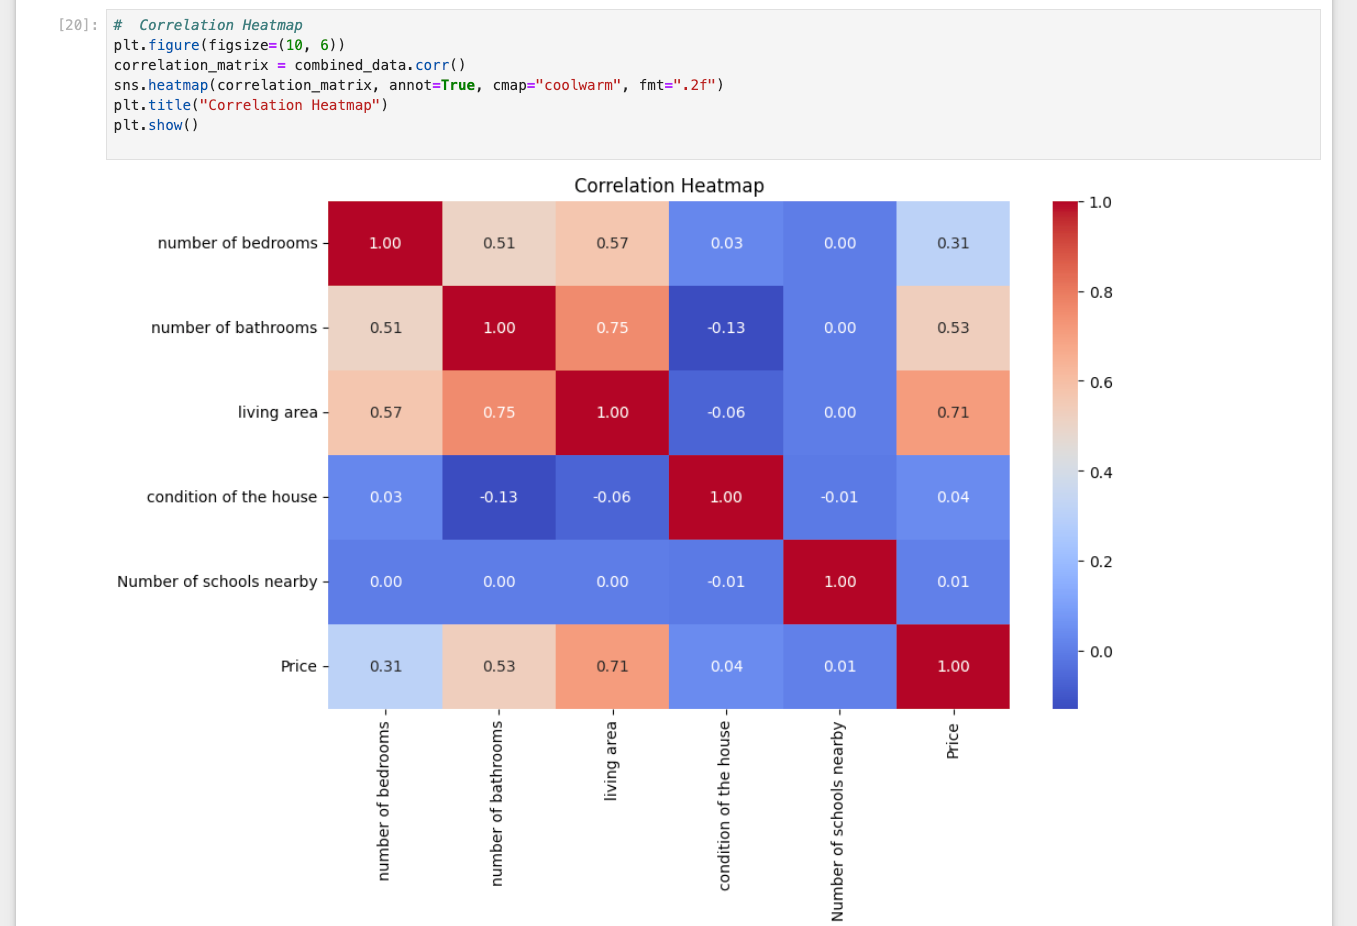 [20]: #  Correlation Heatmap
plt.figure(figsize=(10, 6))
correlation_matrix = combined_data.corr()
sns.heatmap(correlation_matrix, annot=True, cmap="coolwarm", fmt=".2f")
plt.title("Correlation Heatmap")
plt.show()
Correlation Heatmap
number of bedrooms 1.00 0.51 0.57 0.03 0.00 0.31
number of bathrooms 0.51 1.00 0.75 -0.13 0.00 0.53
living area 0.57 0.75 1.00 -0.06 0.00 0.71
condition of the house 0.03 -0.13 -0.06 1.00 -0.01 0.04
Number of schools nearby 0.00 0.00 0.00 -0.01 1.00 0.01
Price 0.31 0.53 0.71 0.04 0.01 1.00
number of bedrooms
number of bathrooms
living area
condition of the house
Number of schools nearby
Price
1.0
0.8
0.6
0.4
0.2
0.0